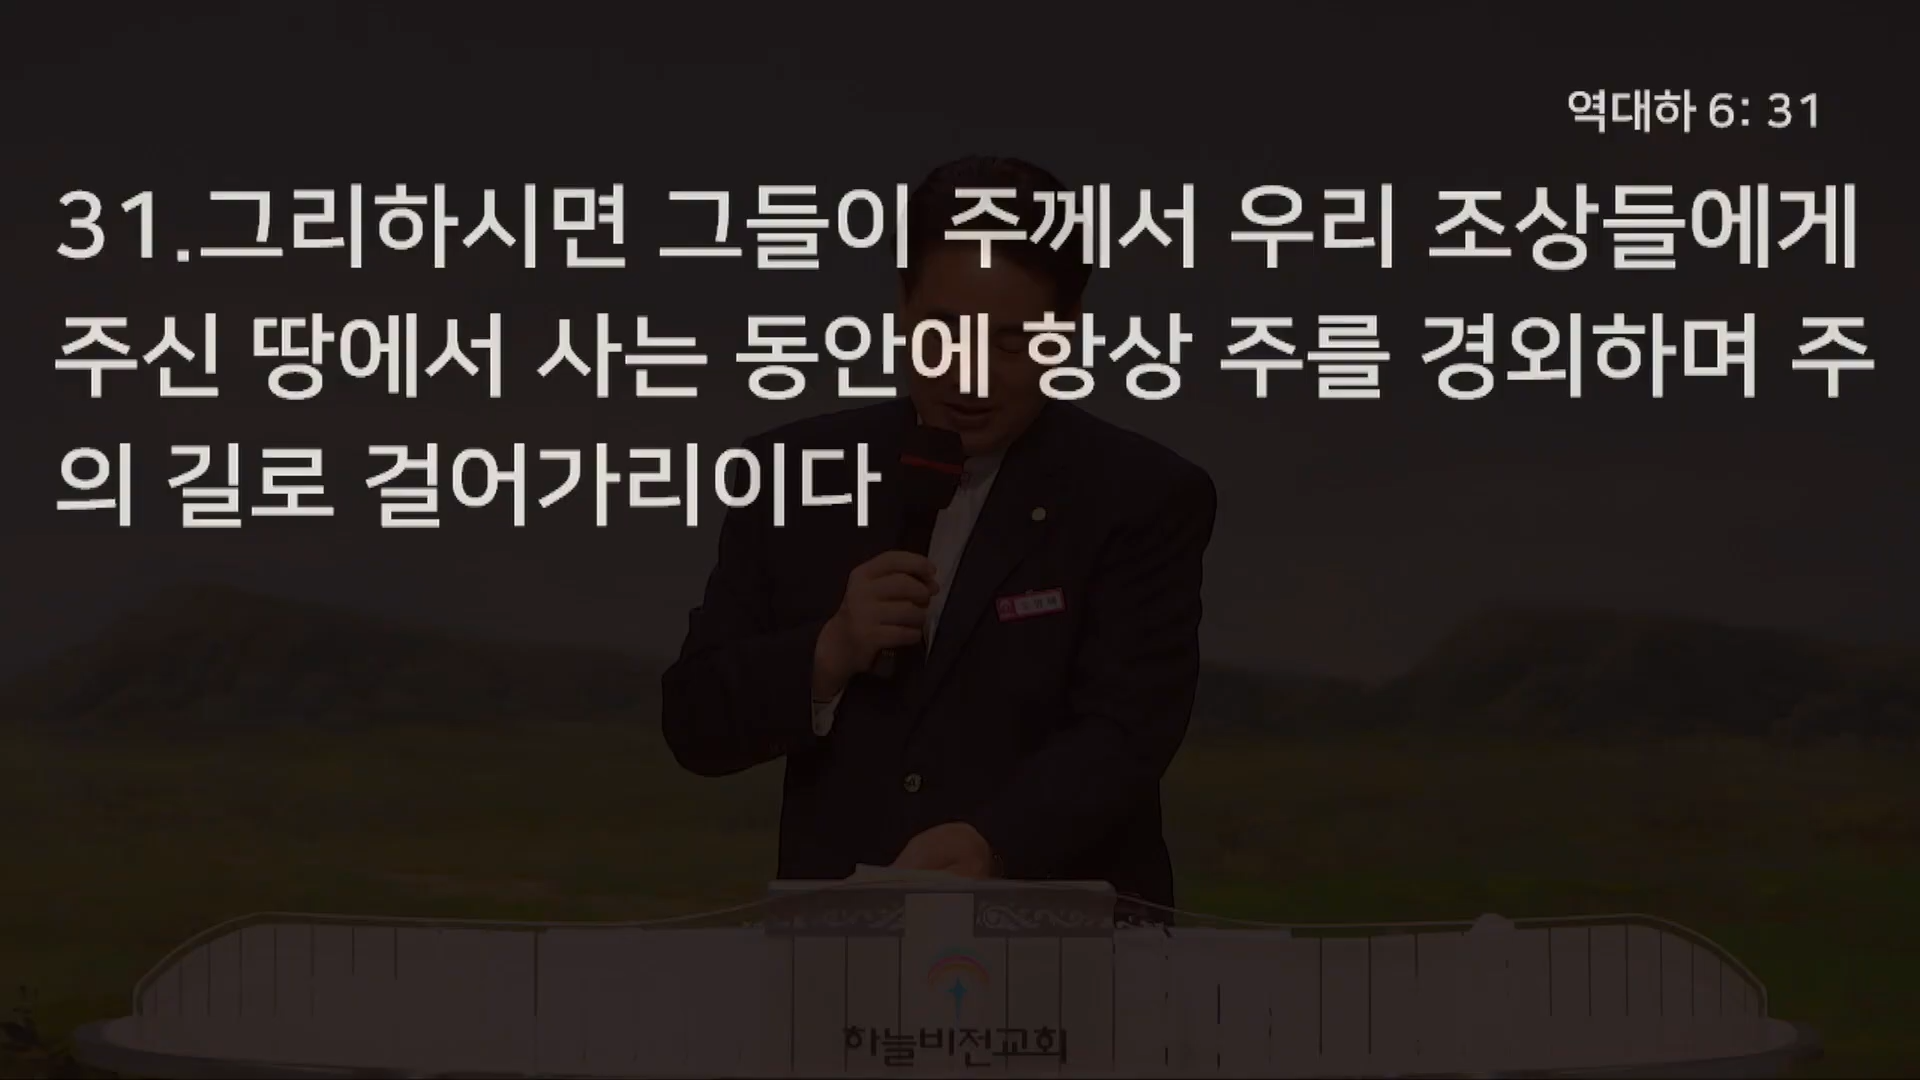 역대하 6: 31
31.그리하시면 그들이 주께서 우리 조상들에게
주신 땅에서 사는 동안에 항상 주를 경외하며 주
의 길로 걸어가리이다
하늘비전교회